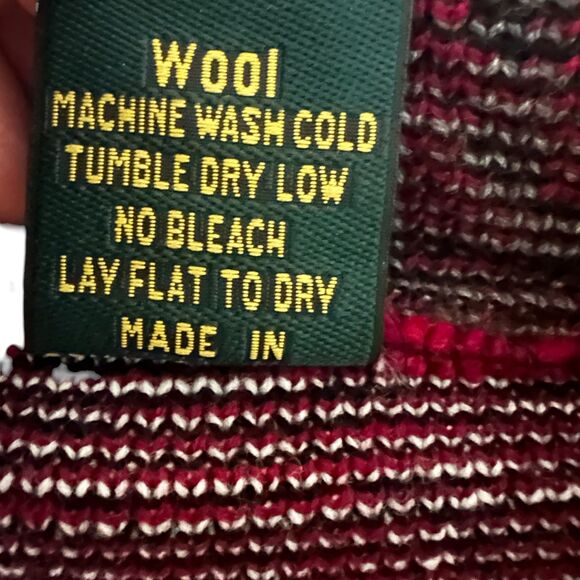 Wool
MACHINE WASH COLD
TUMBLE DRY LOW
NO BLEACH
LAY FLAT TO DRY
MADE IN